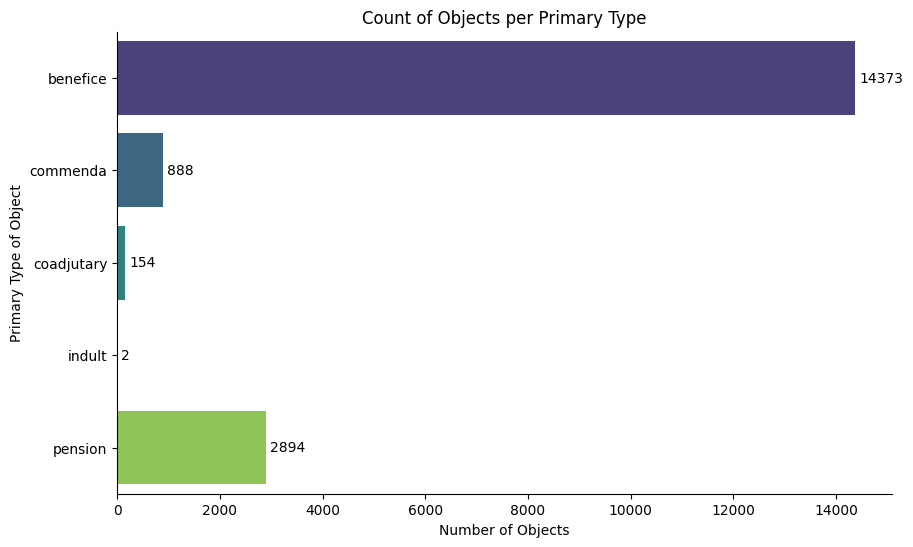 Count of Objects per Primary Type
Primary Type of Object
benefice 14373
commenda 888
coadjutary 154
indult 2
pension 2894
0 2000 4000 6000 8000 10000 12000 14000
Number of Objects